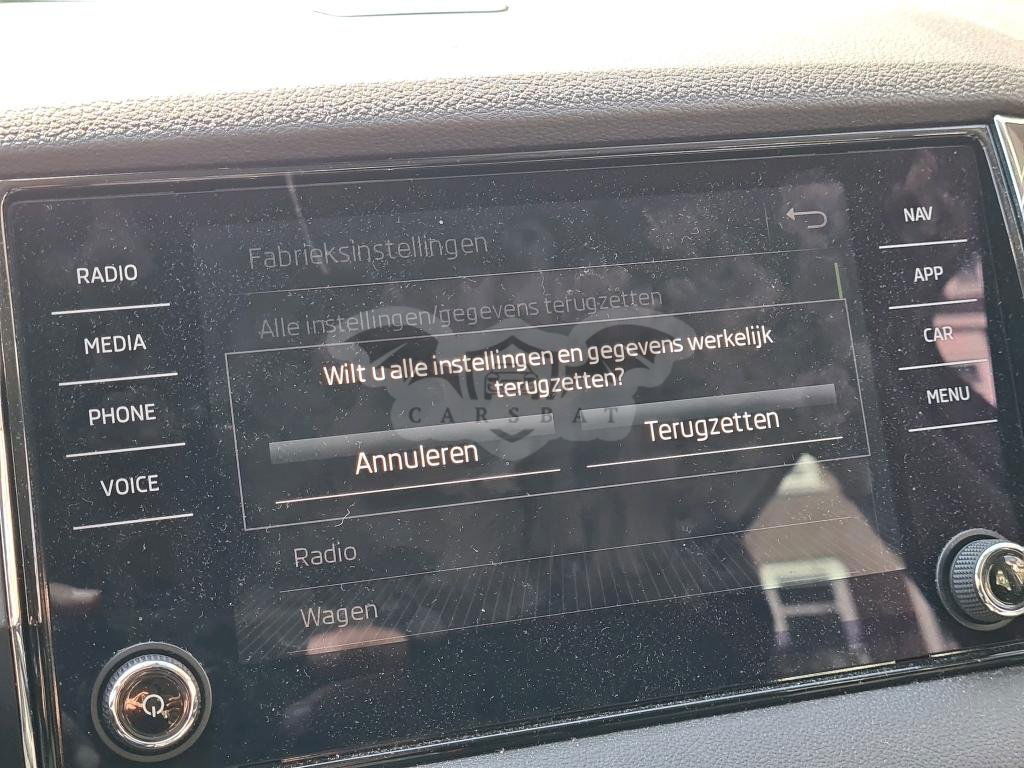 Fabrieksinstellingen
NAV
RADIO
APP
Alle instellingen/gegevens terugzetten
MEDIA
Wilt u alle instellingen en gegevens werkelijk
terugzetten?
CAR
CARSBAT
PHONE
MENU
Annuleren
Terugzetten
VOICE
Radio
Wagen